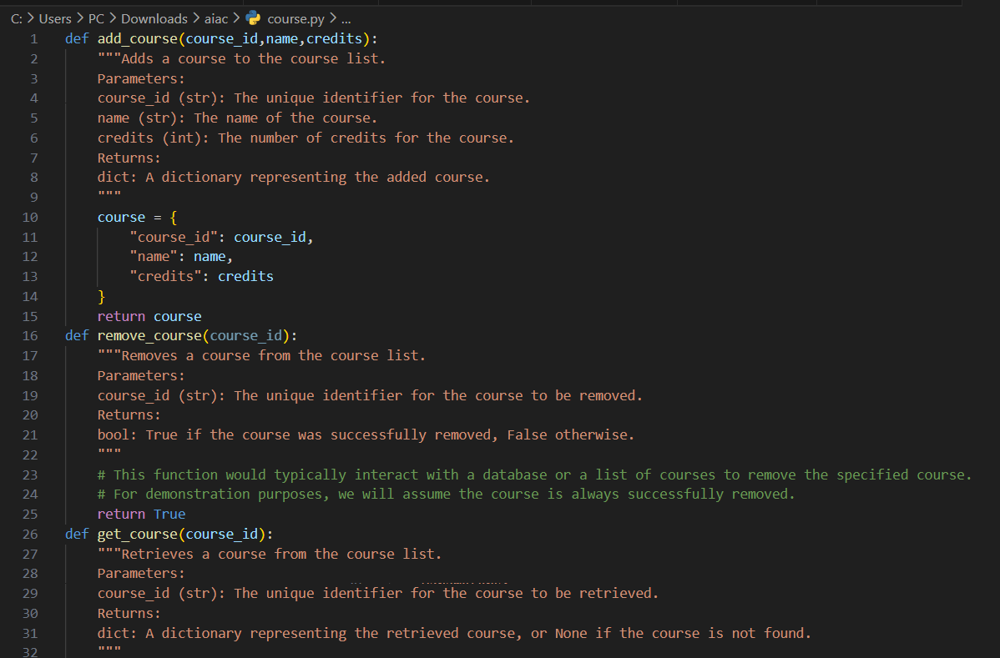 C: > Users > PC > Downloads > aiac > course.py > ...
1 def add_course(course_id,name,credits):
2     """Adds a course to the course list.
3     Parameters:
4     course_id (str): The unique identifier for the course.
5     name (str): The name of the course.
6     credits (int): The number of credits for the course.
7     Returns:
8     dict: A dictionary representing the added course.
9     """
10     course = {
11         "course_id": course_id,
12         "name": name,
13         "credits": credits
14     }
15     return course
16 def remove_course(course_id):
17     """Removes a course from the course list.
18     Parameters:
19     course_id (str): The unique identifier for the course to be removed.
20     Returns:
21     bool: True if the course was successfully removed, False otherwise.
22     """
23     # This function would typically interact with a database or a list of courses to remove the specified course.
24     # For demonstration purposes, we will assume the course is always successfully removed.
25     return True
26 def get_course(course_id):
27     """Retrieves a course from the course list.
28     Parameters:
29     course_id (str): The unique identifier for the course to be retrieved.
30     Returns:
31     dict: A dictionary representing the retrieved course, or None if the course is not found.
32     """